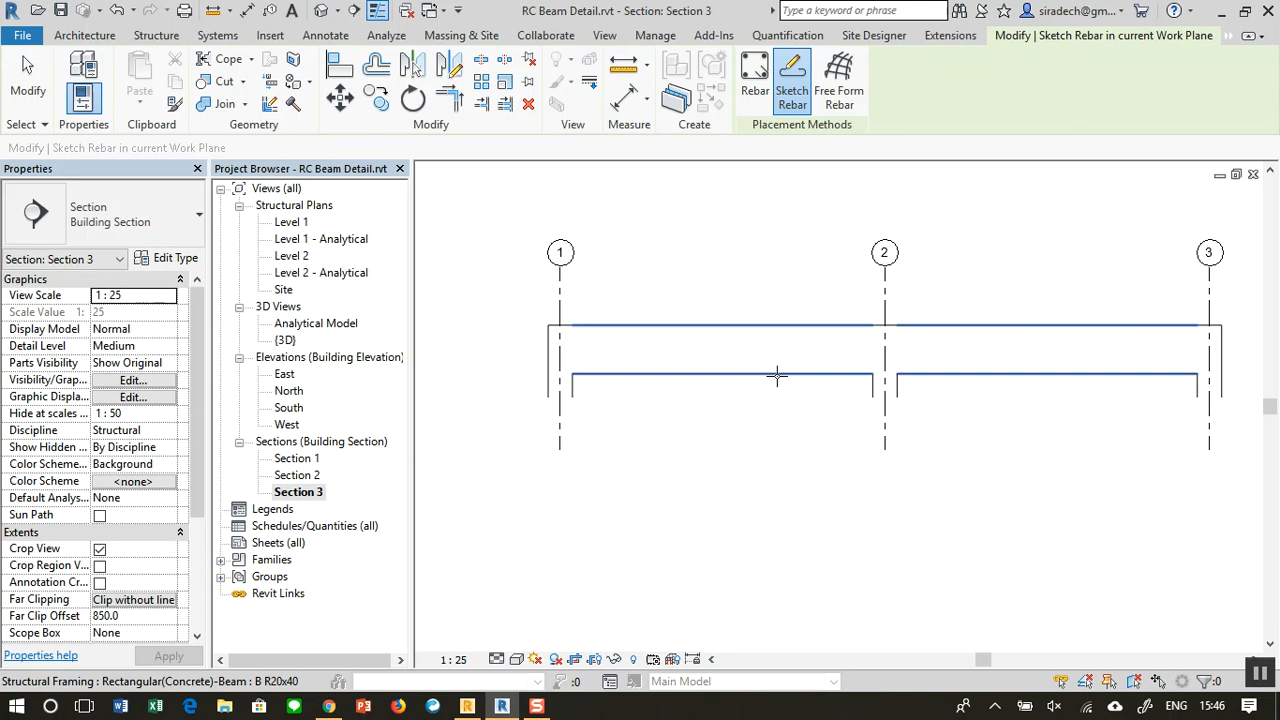 RC Beam Detail.rvt - Section: Section 3
Type a keyword or phrase
siradech@gm...
File
Architecture
Structure
Systems
Insert
Annotate
Analyze
Massing & Site
Collaborate
View
Manage
Add-Ins
Quantification
Site Designer
Extensions
Modify | Sketch Rebar in current Work Plane
Modify
Paste
Cope
Cut
Join
Rebar
Sketch Rebar
Free Form Rebar
Select
Properties
Clipboard
Geometry
Modify
View
Measure
Create
Placement Methods
Modify | Sketch Rebar in current Work Plane
Properties
Section
Building Section
Section: Section 3
Edit Type
Graphics
View Scale 1 : 25
Scale Value 1: 25
Display Model Normal
Detail Level Medium
Parts Visibility Show Original
Visibility/Grap... Edit...
Graphic Displa... Edit...
Hide at scales ... 1 : 50
Discipline Structural
Show Hidden ... By Discipline
Color Scheme... Background
Color Scheme <none>
Default Analys... None
Sun Path
Extents
Crop View
Crop Region V...
Annotation Cr...
Far Clipping Clip without line
Far Clip Offset 850.0
Scope Box None
Properties help
Apply
Project Browser - RC Beam Detail.rvt
Views (all)
Structural Plans
Level 1
Level 1 - Analytical
Level 2
Level 2 - Analytical
Site
3D Views
Analytical Model
{3D}
Elevations (Building Elevation)
East
North
South
West
Sections (Building Section)
Section 1
Section 2
Section 3
Legends
Schedules/Quantities (all)
Sheets (all)
Families
Groups
Revit Links
1
2
3
1 : 25
Structural Framing : Rectangular(Concrete)-Beam : B R20x40
:0
Main Model
:0
ENG
15:46